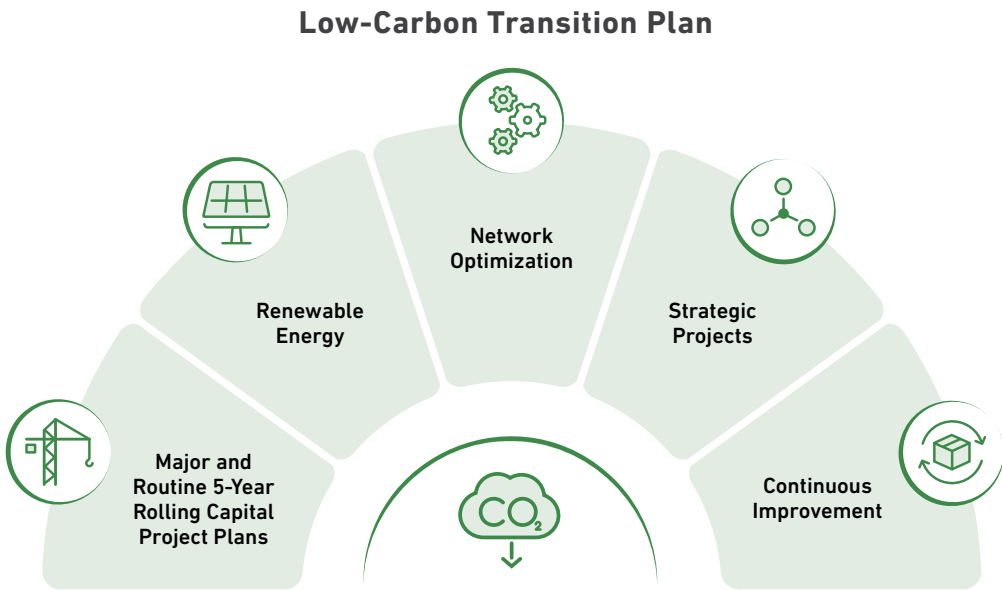 Low-Carbon Transition Plan
Major and
Routine 5-Year
Rolling Capital
Project Plans
Renewable
Energy
Network
Optimization
Strategic
Projects
Continuous
Improvement
CO₂